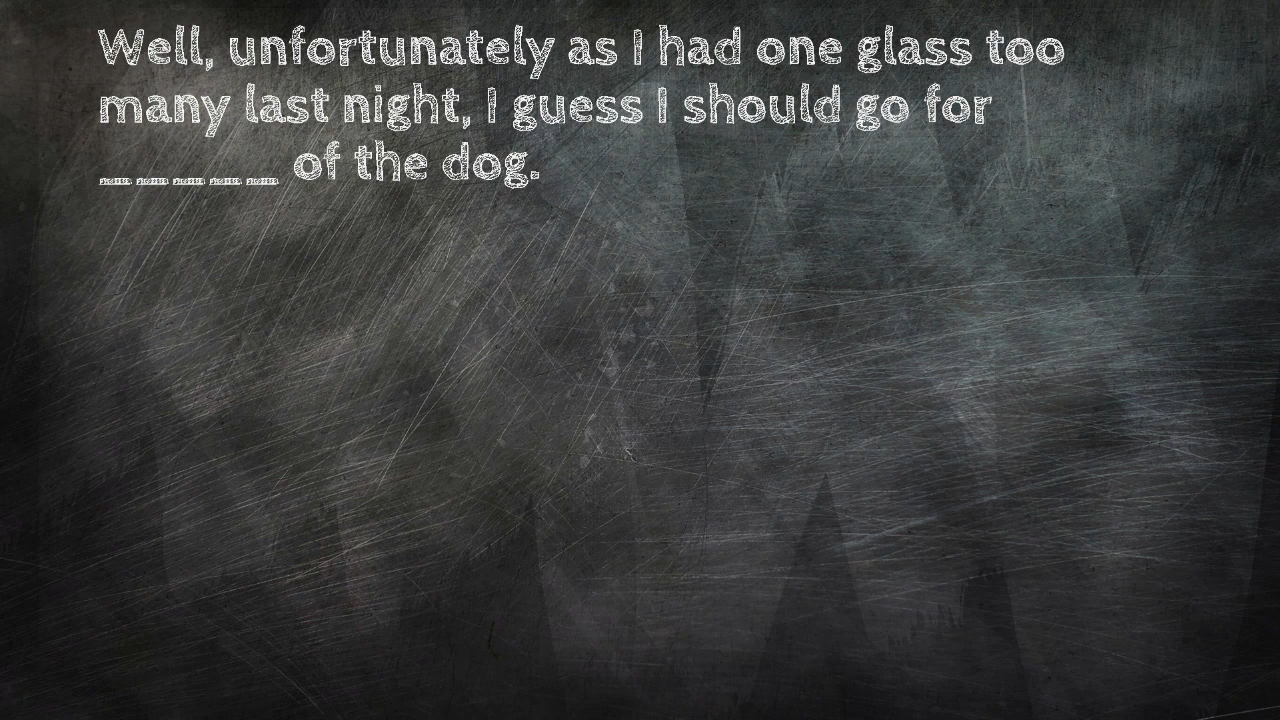 Well, unfortunately as I had one glass too
many last night, I guess I should go for
_ _ _ _ _ of the dog.